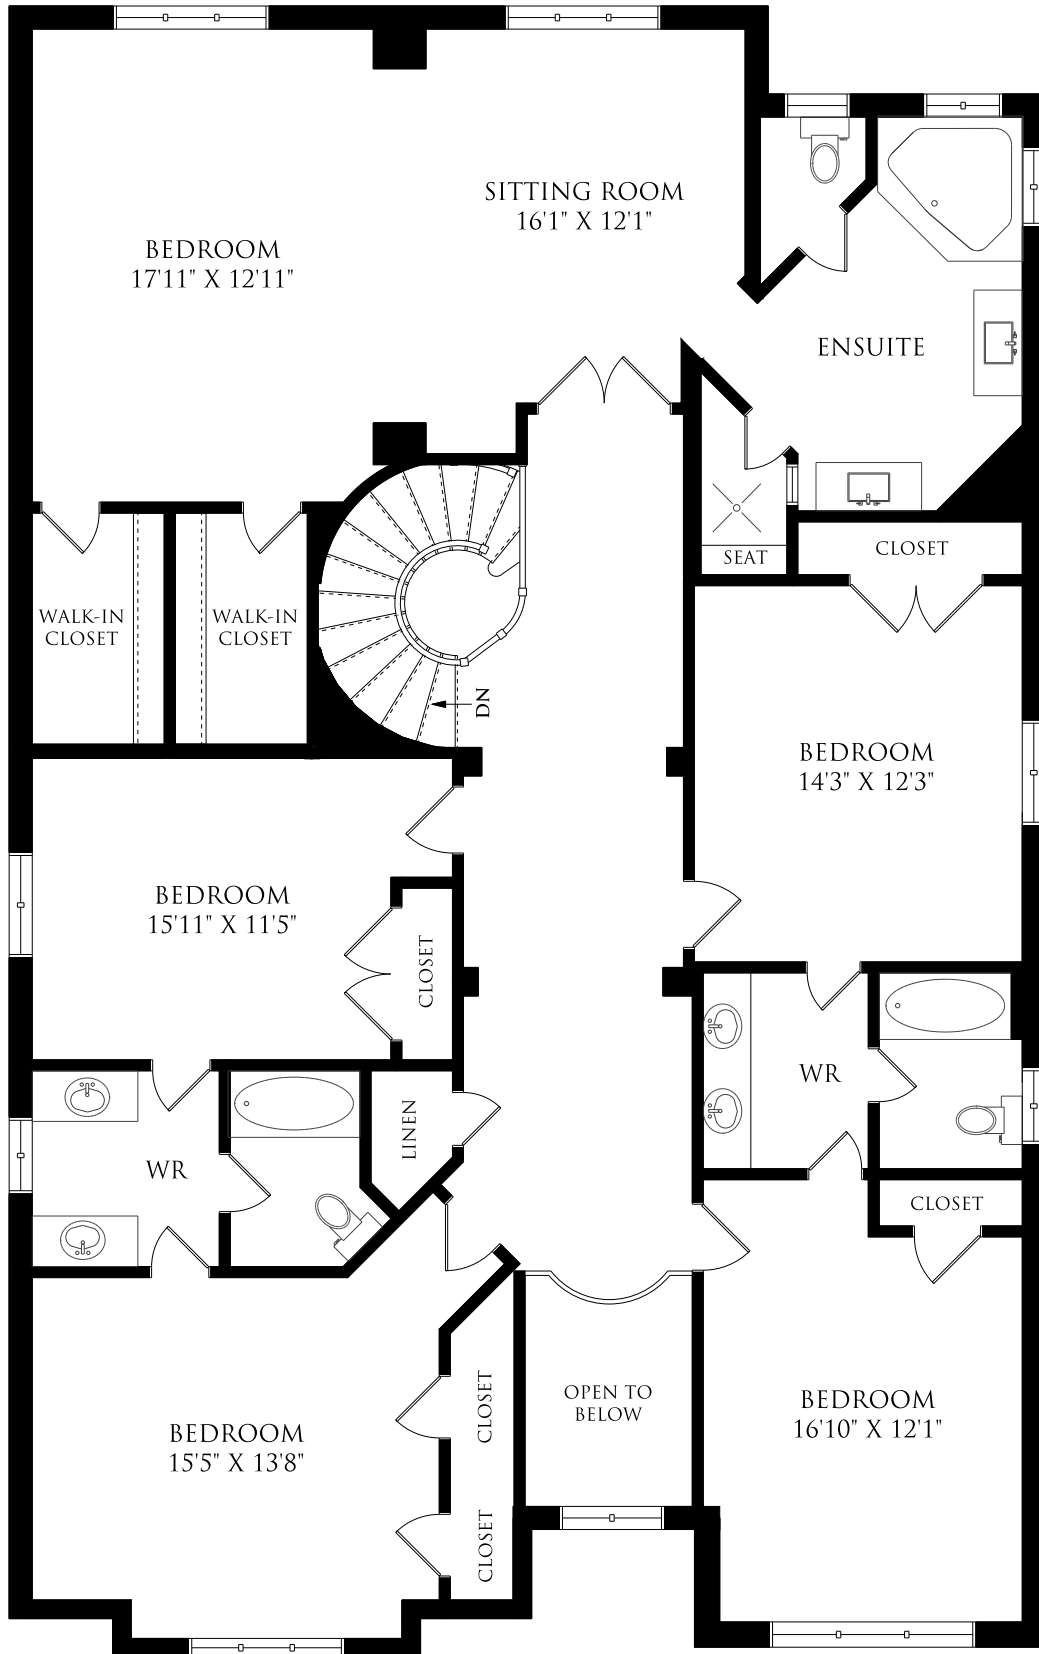 SITTING ROOM
16'1" X 12'1"
BEDROOM
17'11" X 12'11"
ENSUITE
SEAT
CLOSET
WALK-IN
CLOSET
WALK-IN
CLOSET
DN
BEDROOM
14'3" X 12'3"
BEDROOM
15'11" X 11'5"
CLOSET
WR
LINEN
WR
CLOSET
OPEN TO
BELOW
CLOSET
BEDROOM
16'10" X 12'1"
BEDROOM
15'5" X 13'8"
CLOSET